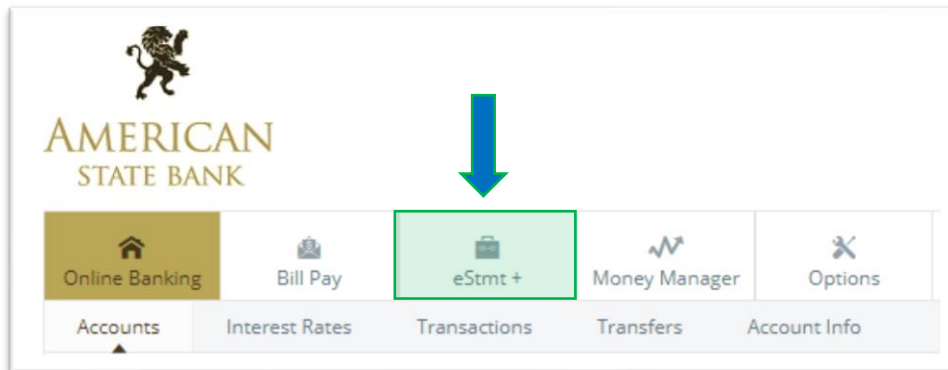 AMERICAN
STATE BANK
Online Banking Bill Pay eStmt + Money Manager Options
Accounts Interest Rates Transactions Transfers Account Info